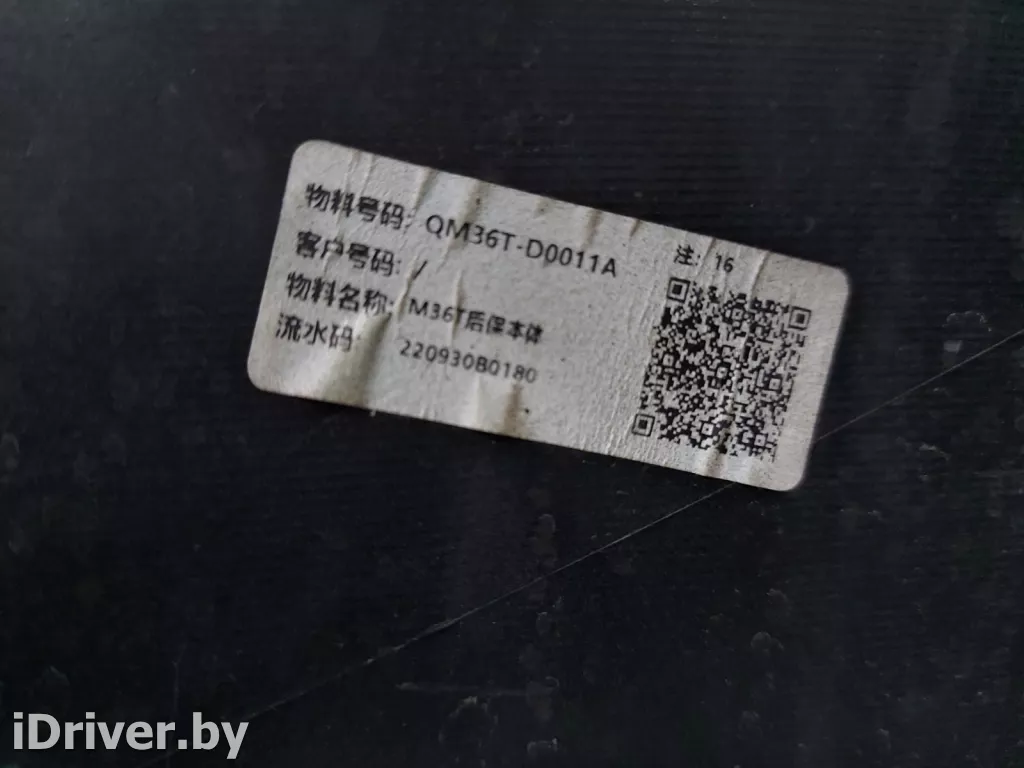 物料号码: QM36T-D0011A
客户号码: /
物料名称: M36T后保本体
流水码: 220930B0180
注: 16
iDriver.by